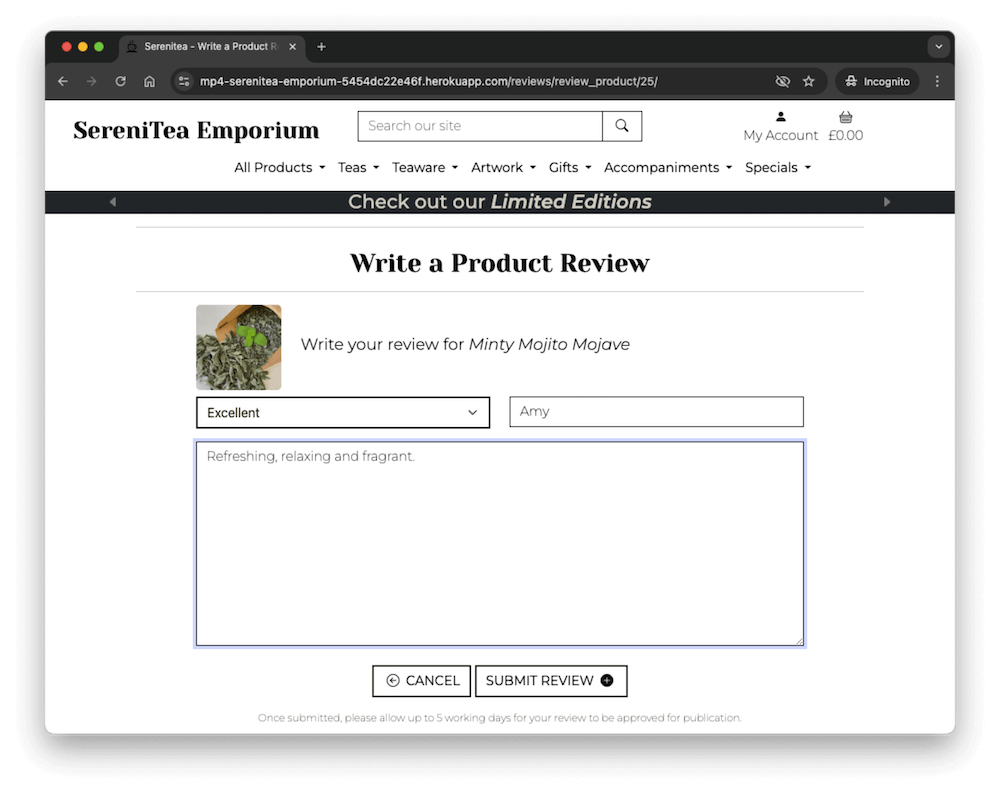 Serenitea - Write a Product R
mp4-serenitea-emporium-5454dc22e46f.herokuapp.com/reviews/review_product/25/
Incognito
SereniTea Emporium
Search our site
My Account £0.00
All Products Teas Teaware Artwork Gifts Accompaniments Specials
Check out our Limited Editions
Write a Product Review
Write your review for Minty Mojito Mojave
Excellent
Amy
Refreshing, relaxing and fragrant.
CANCEL SUBMIT REVIEW
Once submitted, please allow up to 5 working days for your review to be approved for publication.